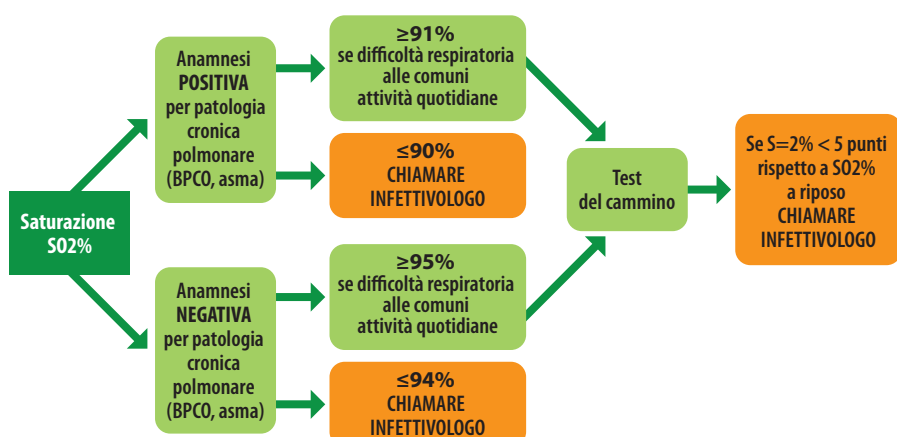 Saturazione
SO2%
Anamnesi
POSITIVA
per patologia
cronica
polmonare
(BPCO, asma)
≥91%
se difficoltà respiratoria
alle comuni
attività quotidiane
≤90%
CHIAMARE
INFETTIVOLOGO
Anamnesi
NEGATIVA
per patologia
cronica
polmonare
(BPCO, asma)
≥95%
se difficoltà respiratoria
alle comuni
attività quotidiane
≤94%
CHIAMARE
INFETTIVOLOGO
Test
del cammino
Se S=2% < 5 punti
rispetto a SO2%
a riposo
CHIAMARE
INFETTIVOLOGO